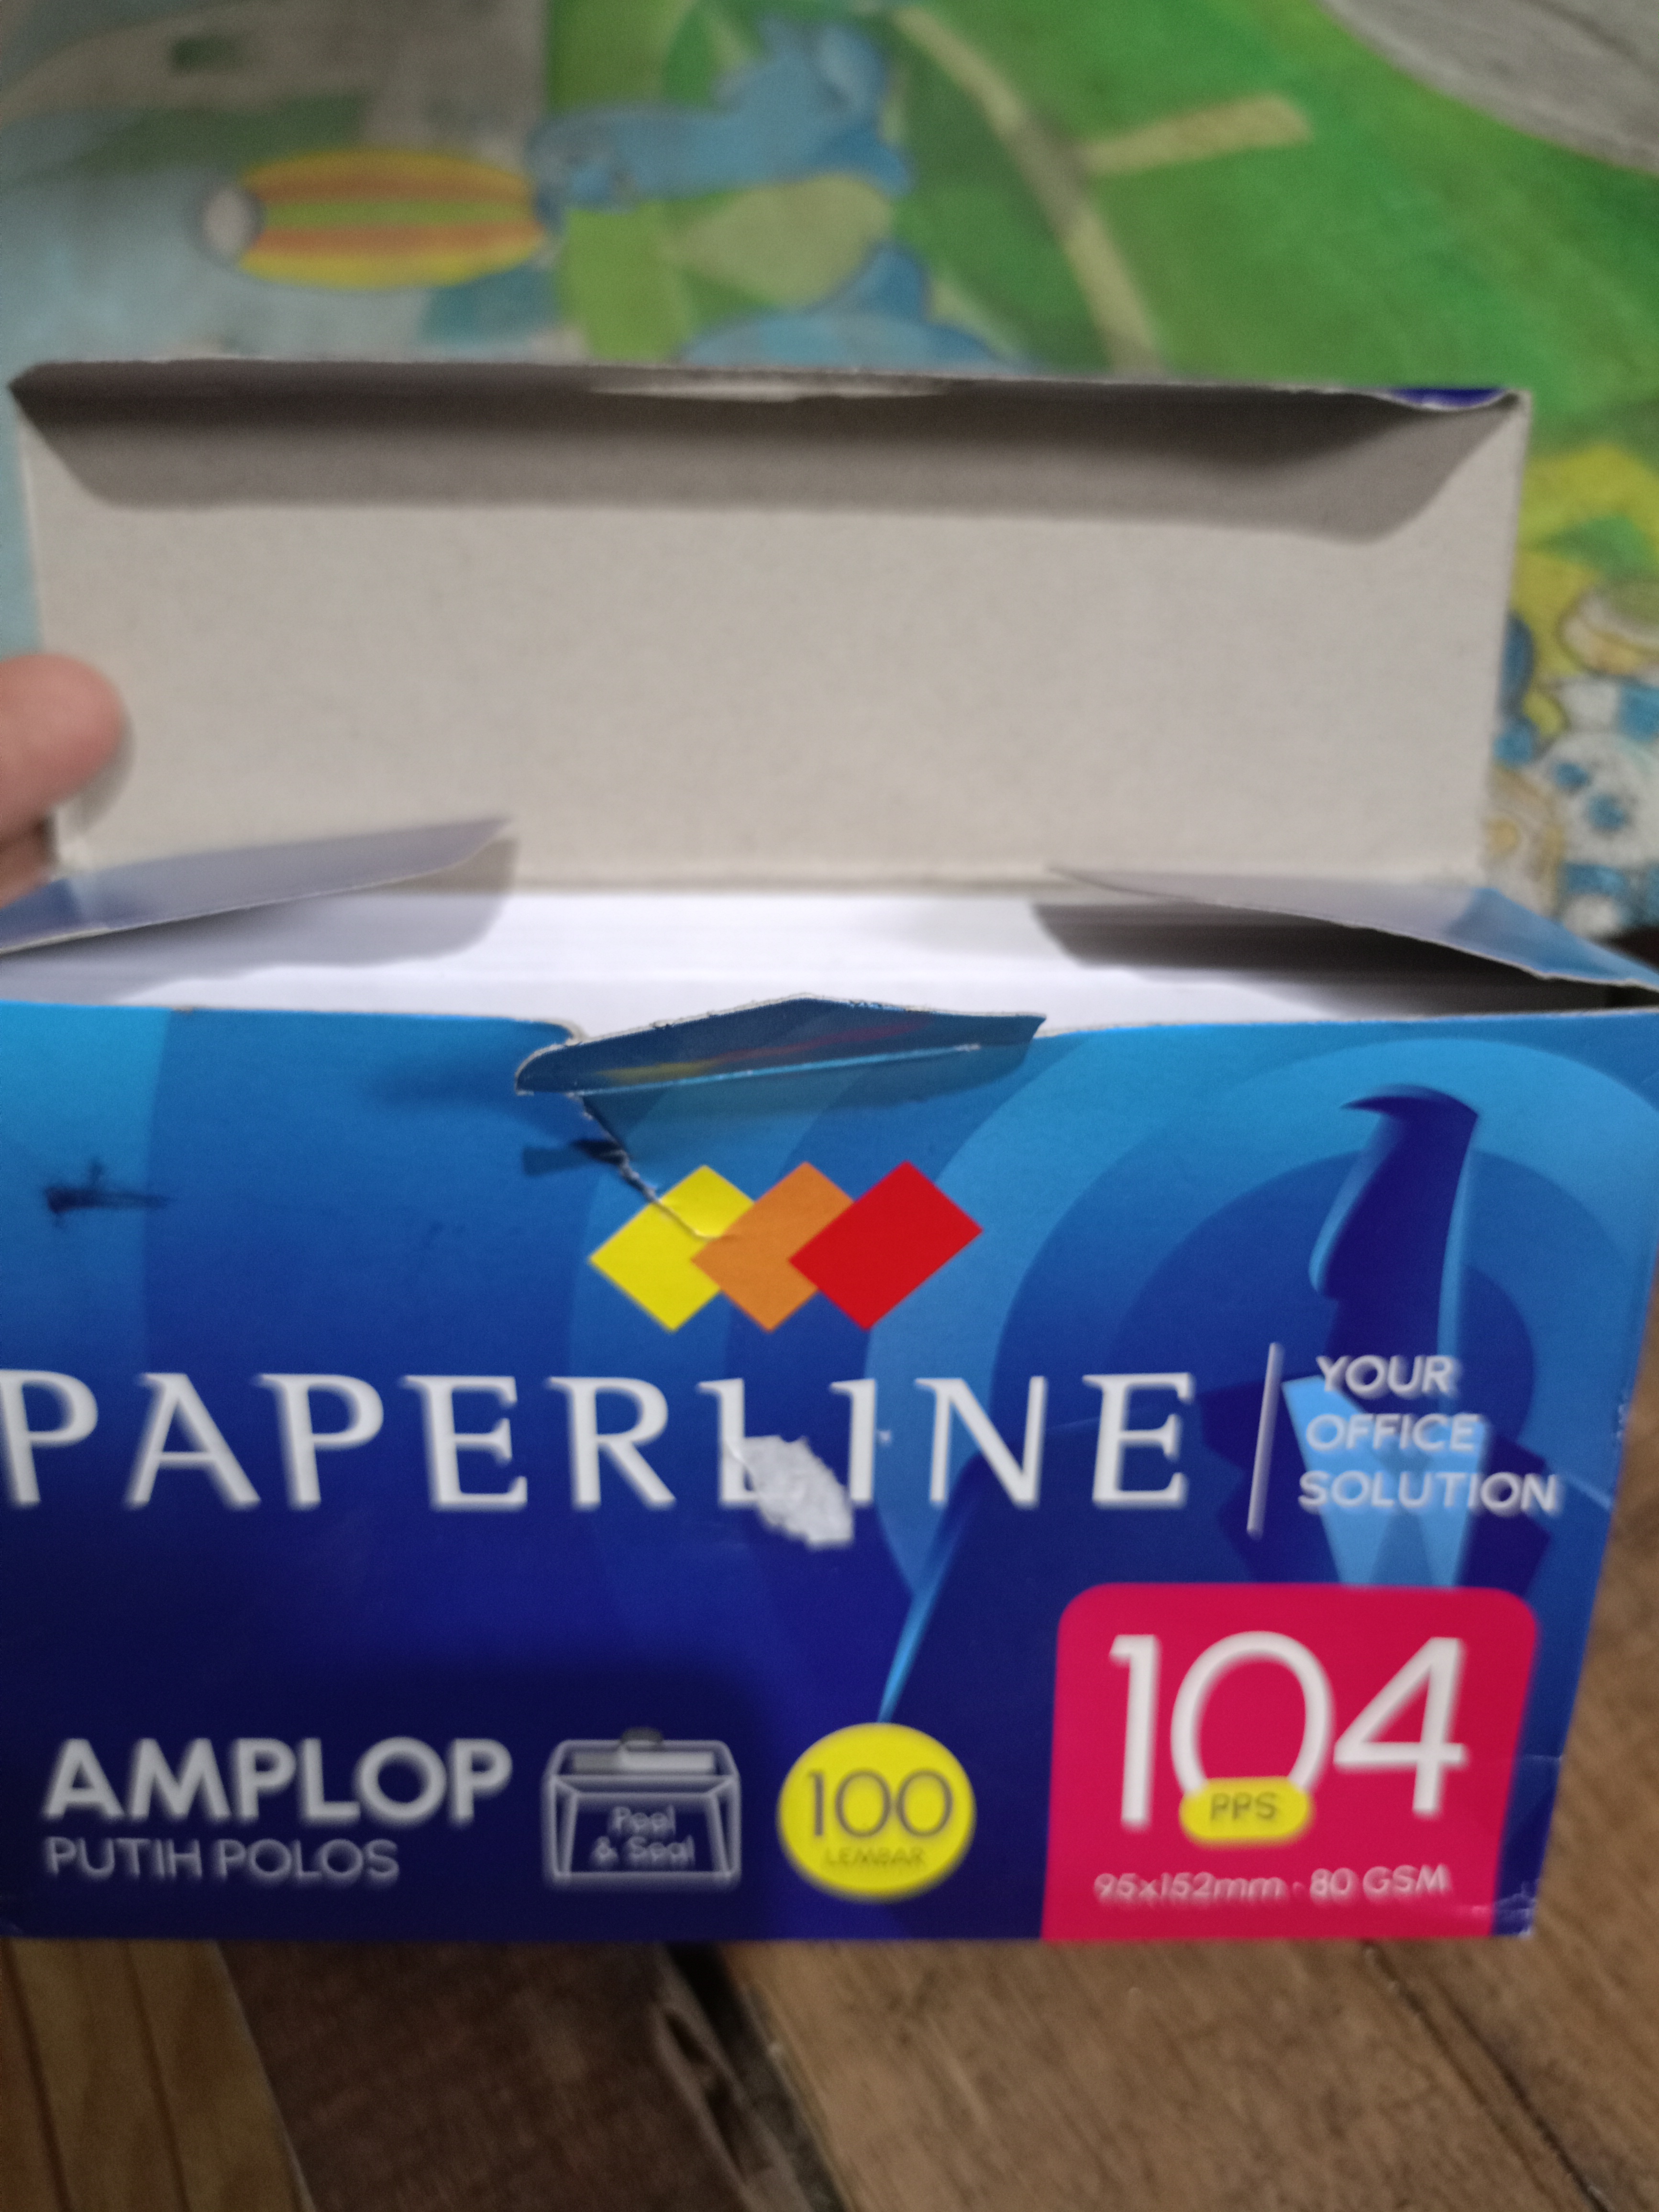 PAPERLINE
YOUR
OFFICE
SOLUTION
AMPLOP
PUTIH POLOS
Peel
& Seal
100
LEMBAR
104
PPS
95x152mm · 80 GSM